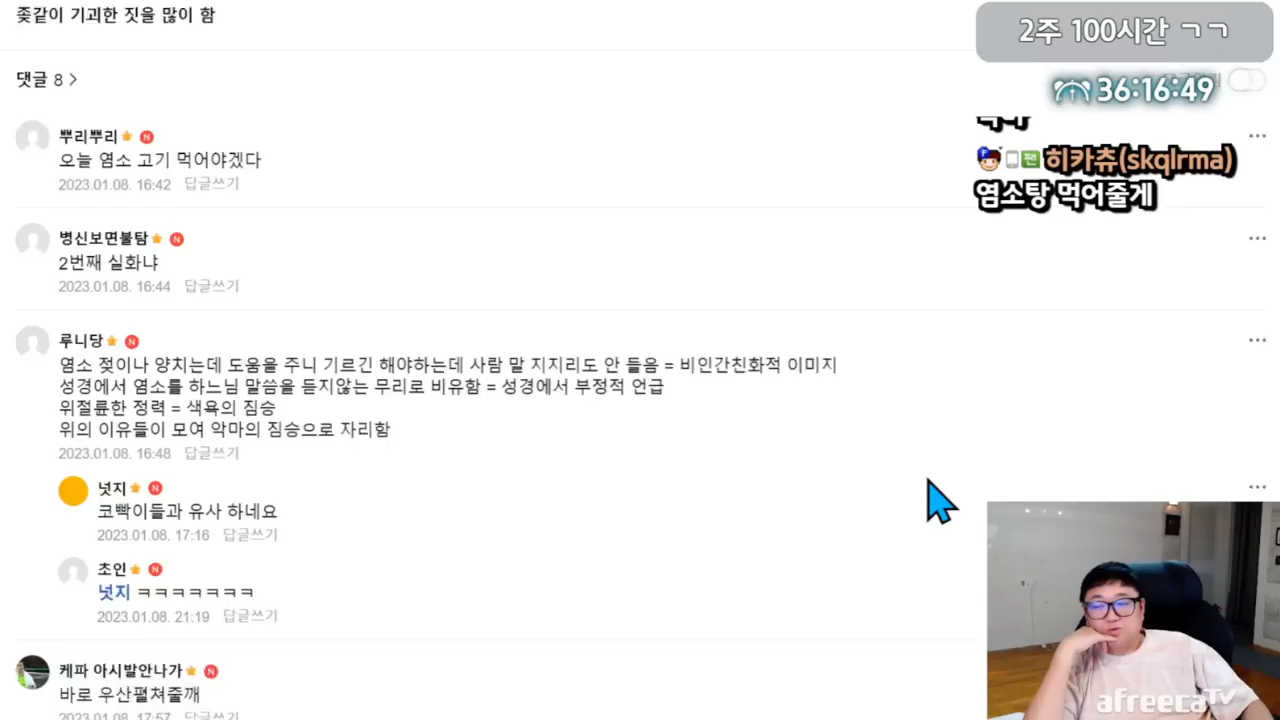 좆같이 기괴한 짓을 많이 함
2주 100시간 ㄱㄱ
댓글 8 >
36:16:49
뿌리뿌리 N
오늘 염소 고기 먹어야겠다
2023.01.08. 16:42 답글쓰기
팬 히카츄(skqlrma)
염소탕 먹어줄게
병신보면불탐 N
2번째 실화냐
2023.01.08. 16:44 답글쓰기
루니당 N
염소 젖이나 양치는데 도움을 주니 기르긴 해야하는데 사람 말 지지리도 안 들음 = 비인간친화적 이미지
성경에서 염소를 하느님 말씀을 듣지않는 무리로 비유함 = 성경에서 부정적 언급
위절륜한 정력 = 색욕의 짐승
위의 이유들이 모여 악마의 짐승으로 자리함
2023.01.08. 16:48 답글쓰기
넛지 N
코빡이들과 유사 하네요
2023.01.08. 17:16 답글쓰기
초인 N
넛지 ㅋㅋㅋㅋㅋㅋㅋ
2023.01.08. 21:19 답글쓰기
케파 아시발안나가 N
바로 우산펼쳐줄깨
2023.01.08. 17:57 답글쓰기
afreecaTV